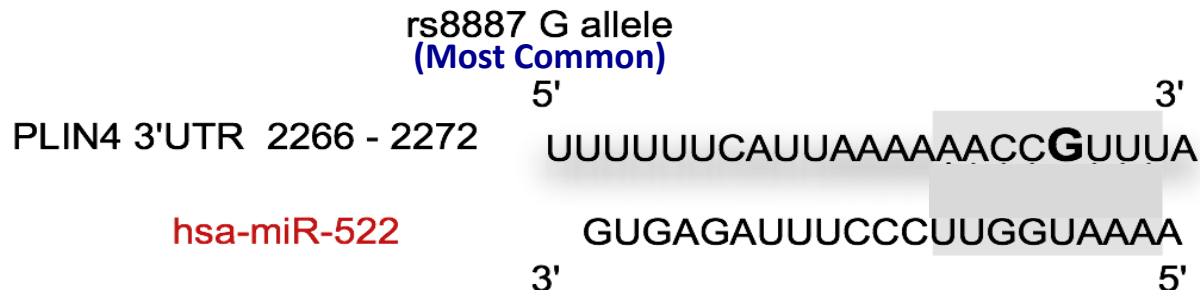 rs8887 G allele
(Most Common)
5' 3'
PLIN4 3'UTR 2266 - 2272 UUUUUUCAUUAAAAAACCGUUUA
hsa-miR-522 GUGAGAUUUCCCUUGGUAAAA
3' 5'